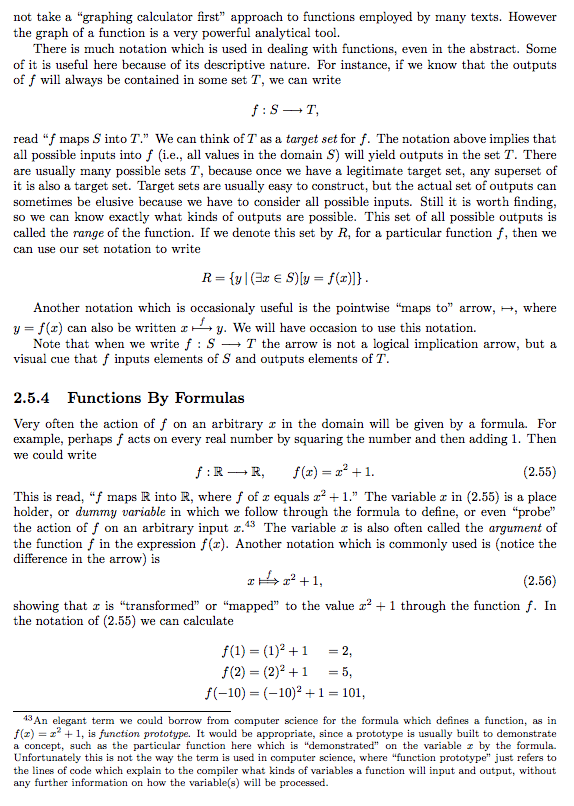 not take a “graphing calculator first” approach to functions employed by many texts. However
the graph of a function is a very powerful analytical tool.
There is much notation which is used in dealing with functions, even in the abstract. Some
of it is useful here because of its descriptive nature. For instance, if we know that the outputs
of f will always be contained in some set T, we can write
f : S ⟶ T,
read “f maps S into T.” We can think of T as a target set for f. The notation above implies that
all possible inputs into f (i.e., all values in the domain S) will yield outputs in the set T. There
are usually many possible sets T, because once we have a legitimate target set, any superset of
it is also a target set. Target sets are usually easy to construct, but the actual set of outputs can
sometimes be elusive because we have to consider all possible inputs. Still it is worth finding,
so we can know exactly what kinds of outputs are possible. This set of all possible outputs is
called the range of the function. If we denote this set by R, for a particular function f, then we
can use our set notation to write
R = {y | (∃x ∈ S)[y = f(x)]} .
Another notation which is occasionaly useful is the pointwise “maps to” arrow, ↦, where
y = f(x) can also be written x f⟼ y. We will have occasion to use this notation.
Note that when we write f : S ⟶ T the arrow is not a logical implication arrow, but a
visual cue that f inputs elements of S and outputs elements of T.
2.5.4 Functions By Formulas
Very often the action of f on an arbitrary x in the domain will be given by a formula. For
example, perhaps f acts on every real number by squaring the number and then adding 1. Then
we could write
f : ℝ ⟶ ℝ, f(x) = x² + 1. (2.55)
This is read, “f maps ℝ into ℝ, where f of x equals x² + 1.” The variable x in (2.55) is a place
holder, or dummy variable in which we follow through the formula to define, or even “probe”
the action of f on an arbitrary input x.⁴³ The variable x is also often called the argument of
the function f in the expression f(x). Another notation which is commonly used is (notice the
difference in the arrow) is
x f⟾ x² + 1, (2.56)
showing that x is “transformed” or “mapped” to the value x² + 1 through the function f. In
the notation of (2.55) we can calculate
f(1) = (1)² + 1 = 2,
f(2) = (2)² + 1 = 5,
f(−10) = (−10)² + 1 = 101,
⁴³An elegant term we could borrow from computer science for the formula which defines a function, as in
f(x) = x² + 1, is function prototype. It would be appropriate, since a prototype is usually built to demonstrate
a concept, such as the particular function here which is “demonstrated” on the variable x by the formula.
Unfortunately this is not the way the term is used in computer science, where “function prototype” just refers to
the lines of code which explain to the compiler what kinds of variables a function will input and output, without
any further information on how the variable(s) will be processed.